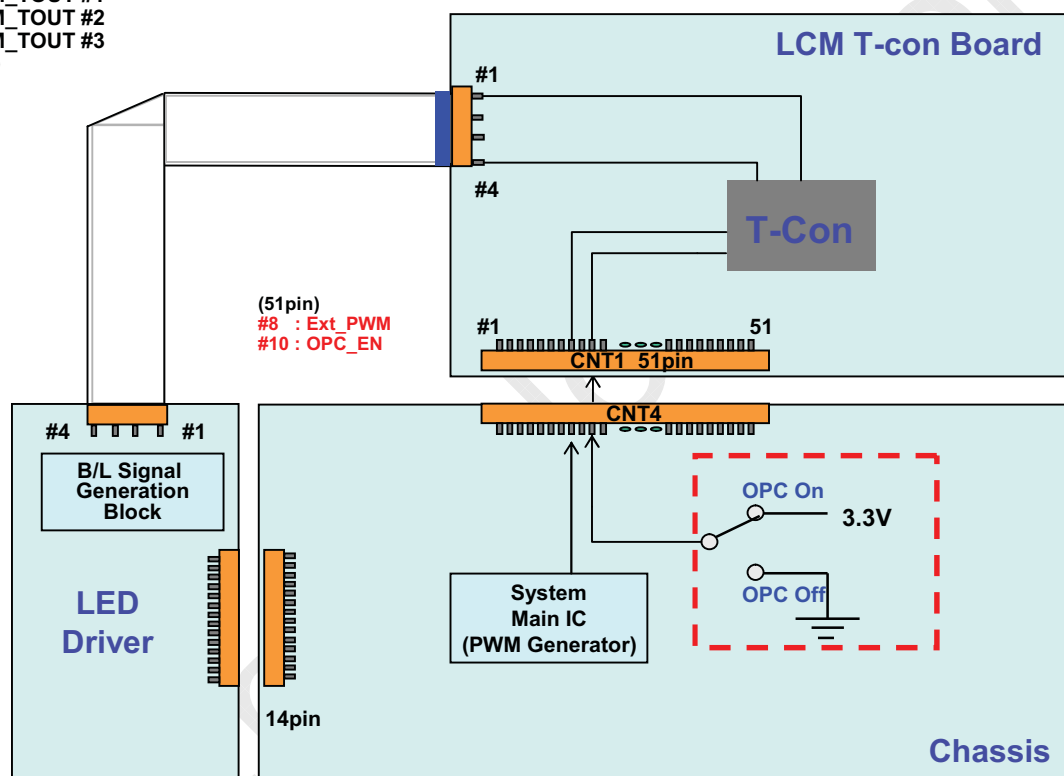 _TOUT #2
_TOUT #3
LCM T-con Board
#1
#4
T-Con
(51pin)
#8 : Ext_PWM
#10 : OPC_EN
#1
51
CNT1 51pin
CNT4
#4
#1
B/L Signal
Generation
Block
OPC On
3.3V
OPC Off
System
Main IC
(PWM Generator)
LED
Driver
14pin
Chassis